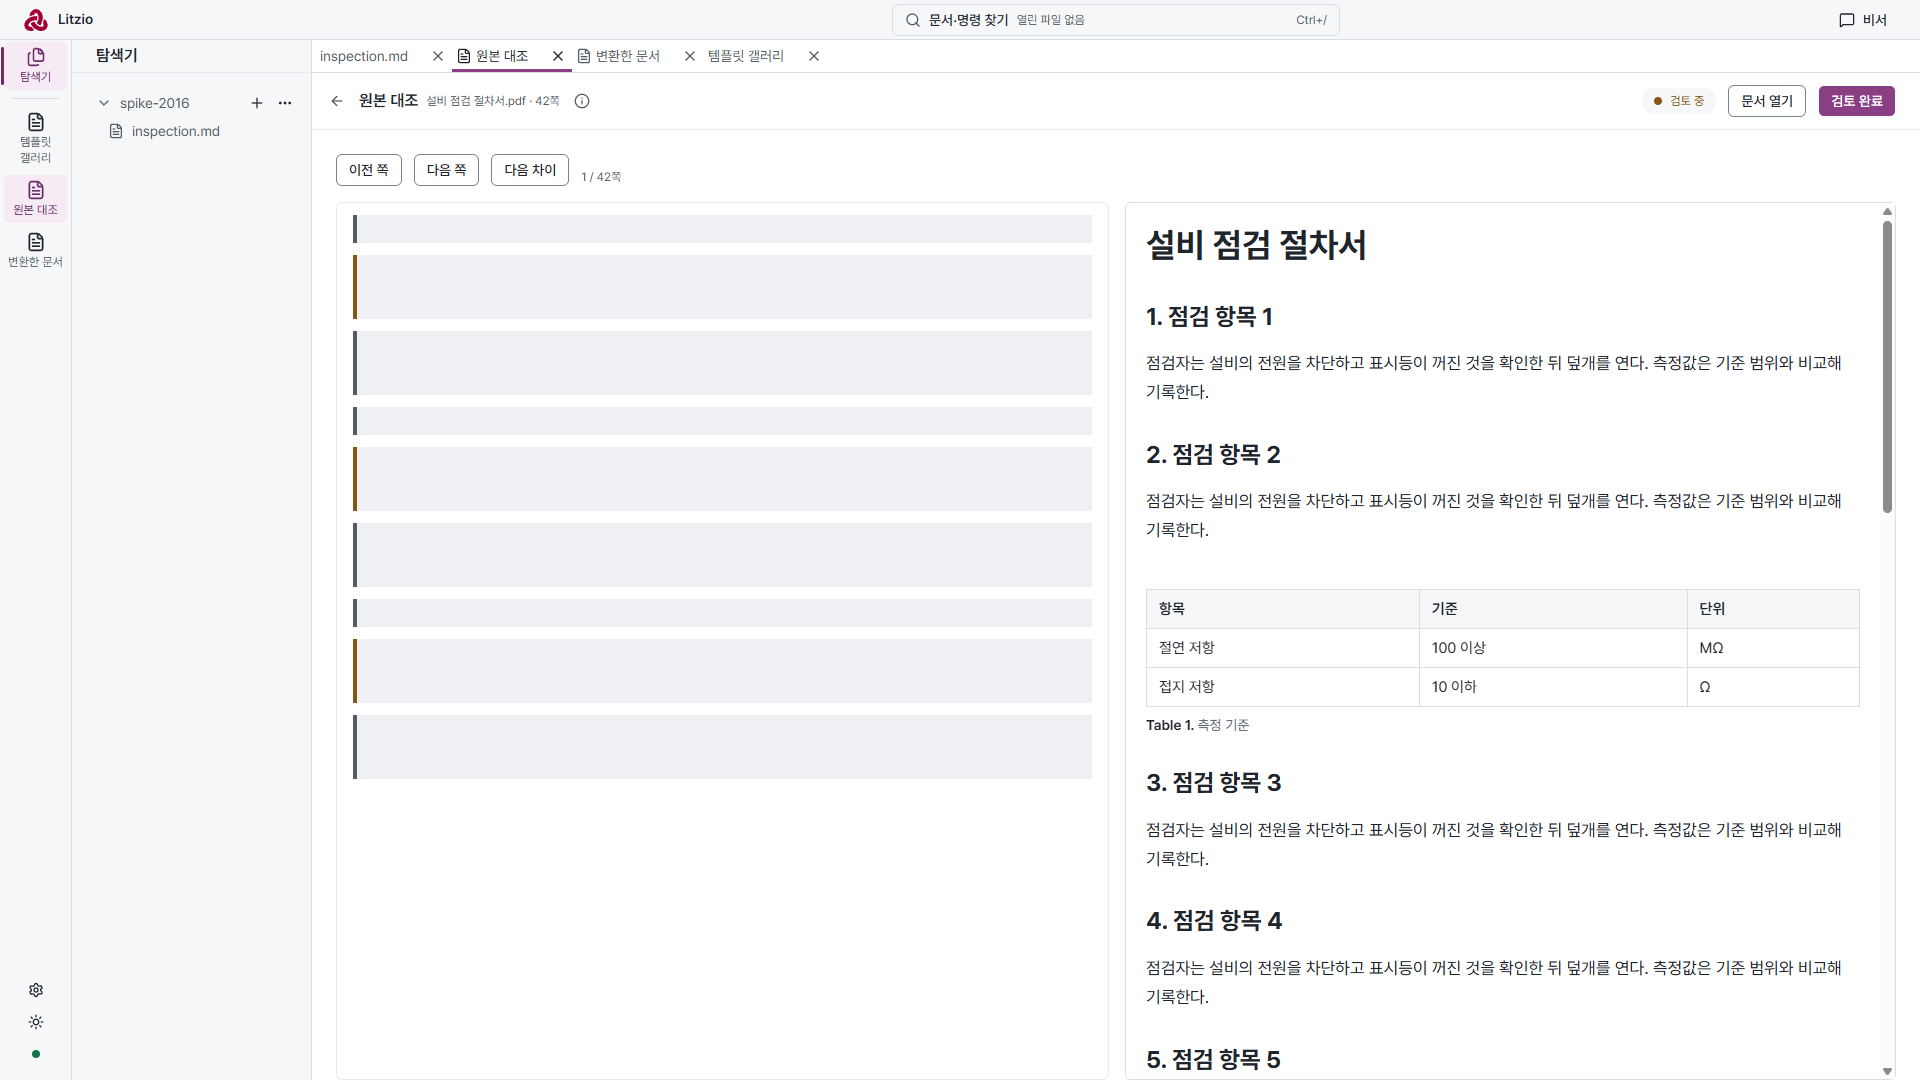 Litzio
문서·명령 찾기 열린 파일 없음 Ctrl+/
비서
탐색기
템플릿
갤러리
원본 대조
변환한 문서
탐색기
spike-2016
inspection.md
inspection.md
원본 대조
변환한 문서
템플릿 갤러리
원본 대조 설비 점검 절차서.pdf · 42쪽
검토 중
문서 열기
검토 완료
이전 쪽
다음 쪽
다음 차이
1 / 42쪽
설비 점검 절차서
1. 점검 항목 1
점검자는 설비의 전원을 차단하고 표시등이 꺼진 것을 확인한 뒤 덮개를 연다. 측정값은 기준 범위와 비교해
기록한다.
2. 점검 항목 2
점검자는 설비의 전원을 차단하고 표시등이 꺼진 것을 확인한 뒤 덮개를 연다. 측정값은 기준 범위와 비교해
기록한다.
항목 기준 단위
절연 저항 100 이상 MΩ
접지 저항 10 이하 Ω
Table 1. 측정 기준
3. 점검 항목 3
점검자는 설비의 전원을 차단하고 표시등이 꺼진 것을 확인한 뒤 덮개를 연다. 측정값은 기준 범위와 비교해
기록한다.
4. 점검 항목 4
점검자는 설비의 전원을 차단하고 표시등이 꺼진 것을 확인한 뒤 덮개를 연다. 측정값은 기준 범위와 비교해
기록한다.
5. 점검 항목 5